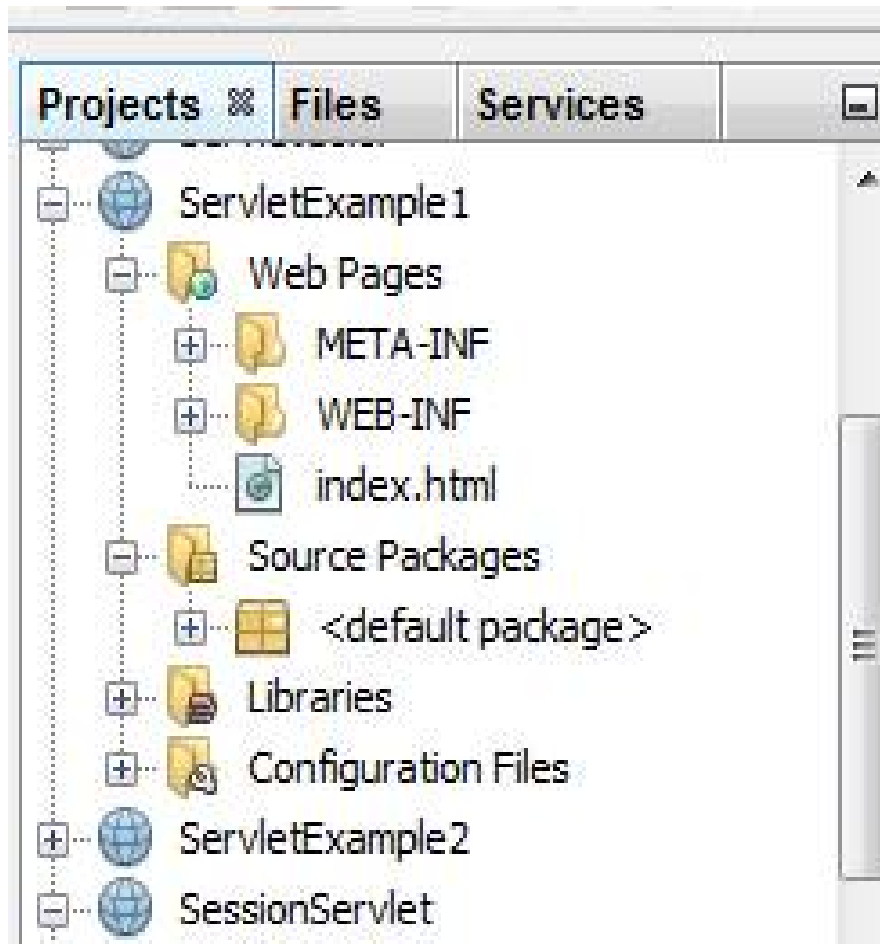 Projects Files Services
ServletExample1
Web Pages
META-INF
WEB-INF
index.html
Source Packages
<default package>
Libraries
Configuration Files
ServletExample2
SessionServlet